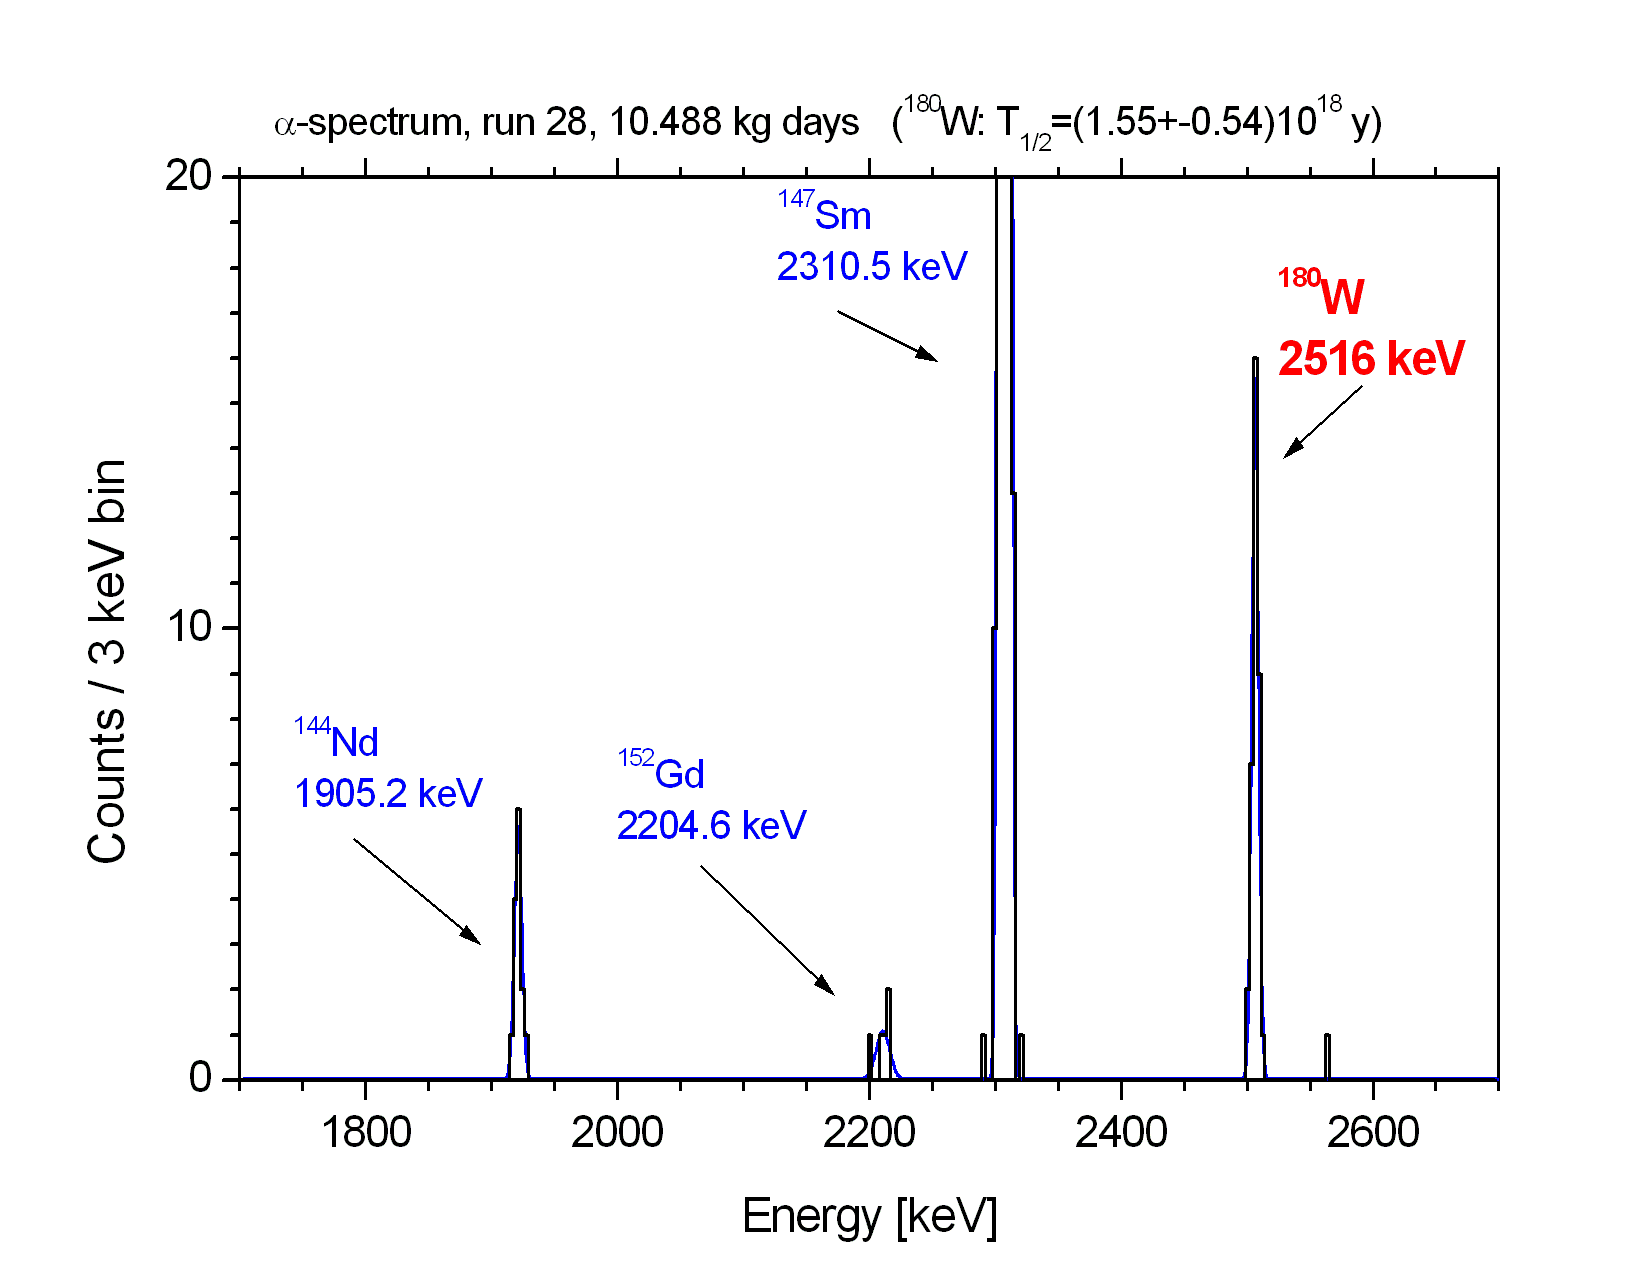 α-spectrum, run 28, 10.488 kg days (¹⁸⁰W: T₁/₂=(1.55+-0.54)10¹⁸ y)
20
¹⁴⁷Sm
2310.5 keV
¹⁸⁰W
2516 keV
Counts / 3 keV bin
10
¹⁴⁴Nd
1905.2 keV
¹⁵²Gd
2204.6 keV
0
1800 2000 2200 2400 2600
Energy [keV]